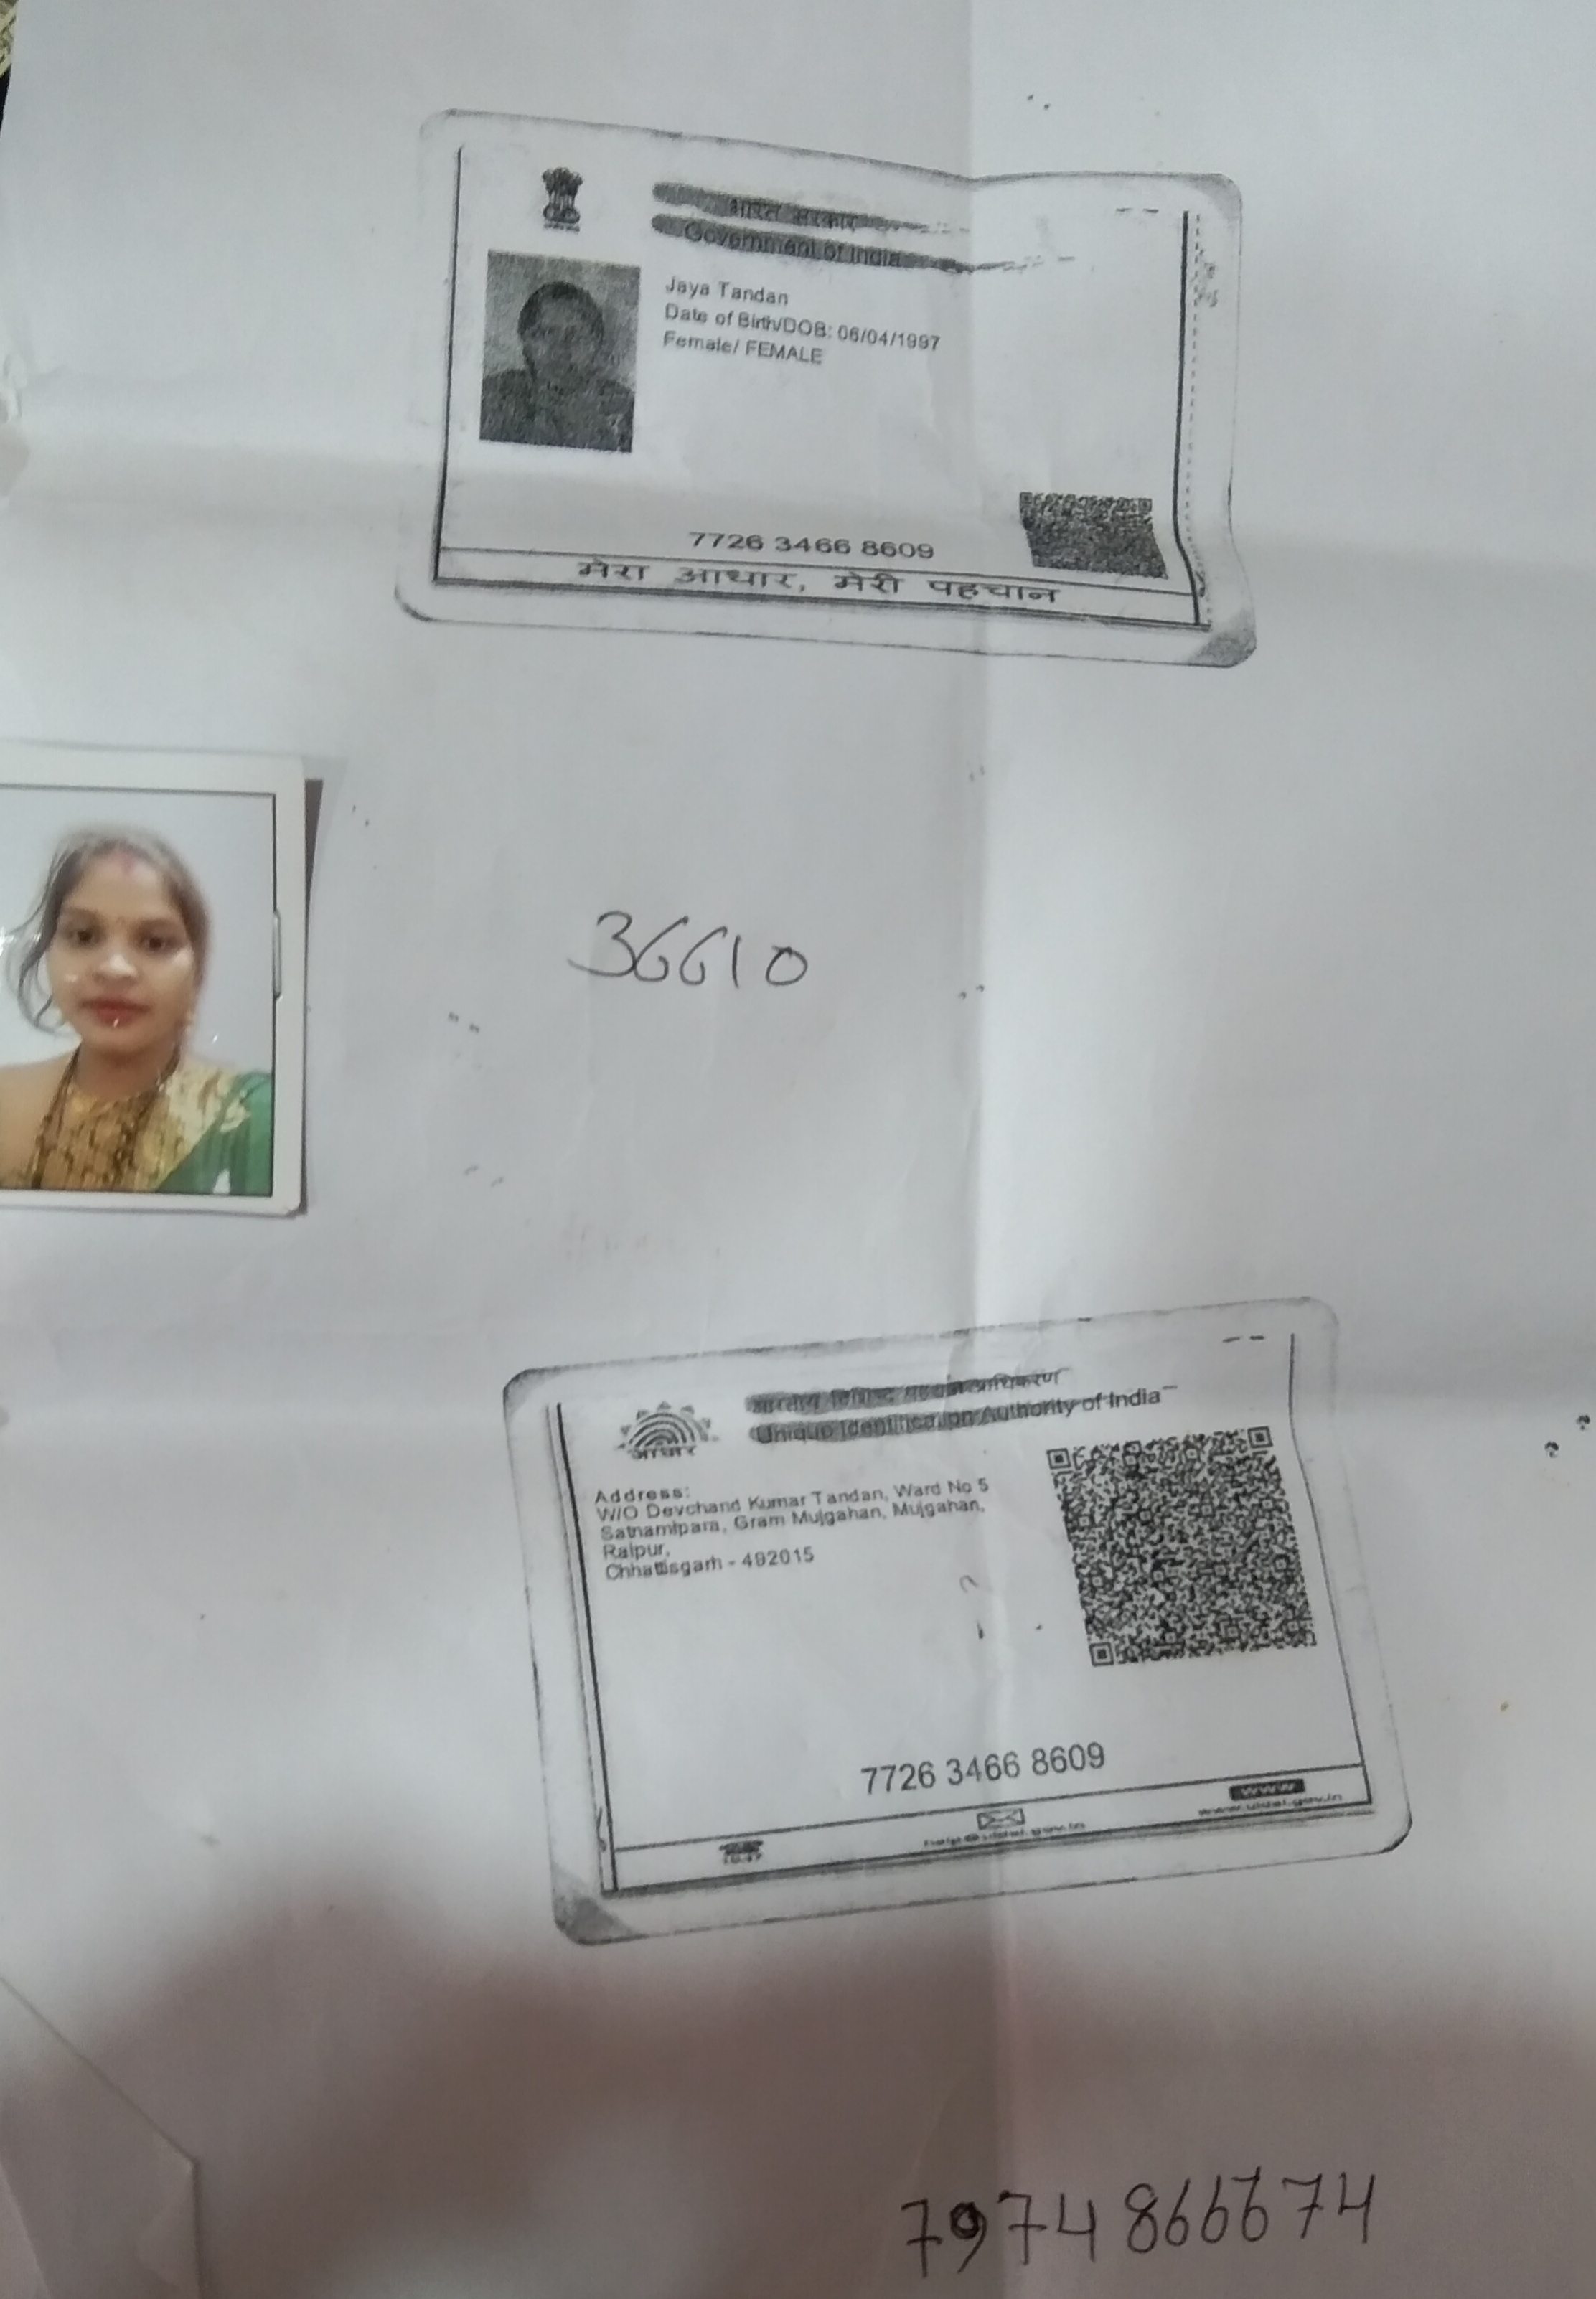 भारत सरकार
Government of India
Jaya Tandan
Date of Birth/DOB: 06/04/1997
Female/ FEMALE
7726 3466 8609
मेरा आधार, मेरी पहचान
36610
भारतीय विशिष्ट पहचान प्राधिकरण
Unique Identification Authority of India
आधार
Address:
W/O Devchand Kumar Tandan, Ward No 5
Satnamipara, Gram Mujgahan, Mujgahan,
Raipur,
Chhattisgarh - 492015
7726 3466 8609
1947
help@uidai.gov.in
www
www.uidai.gov.in
7974866674